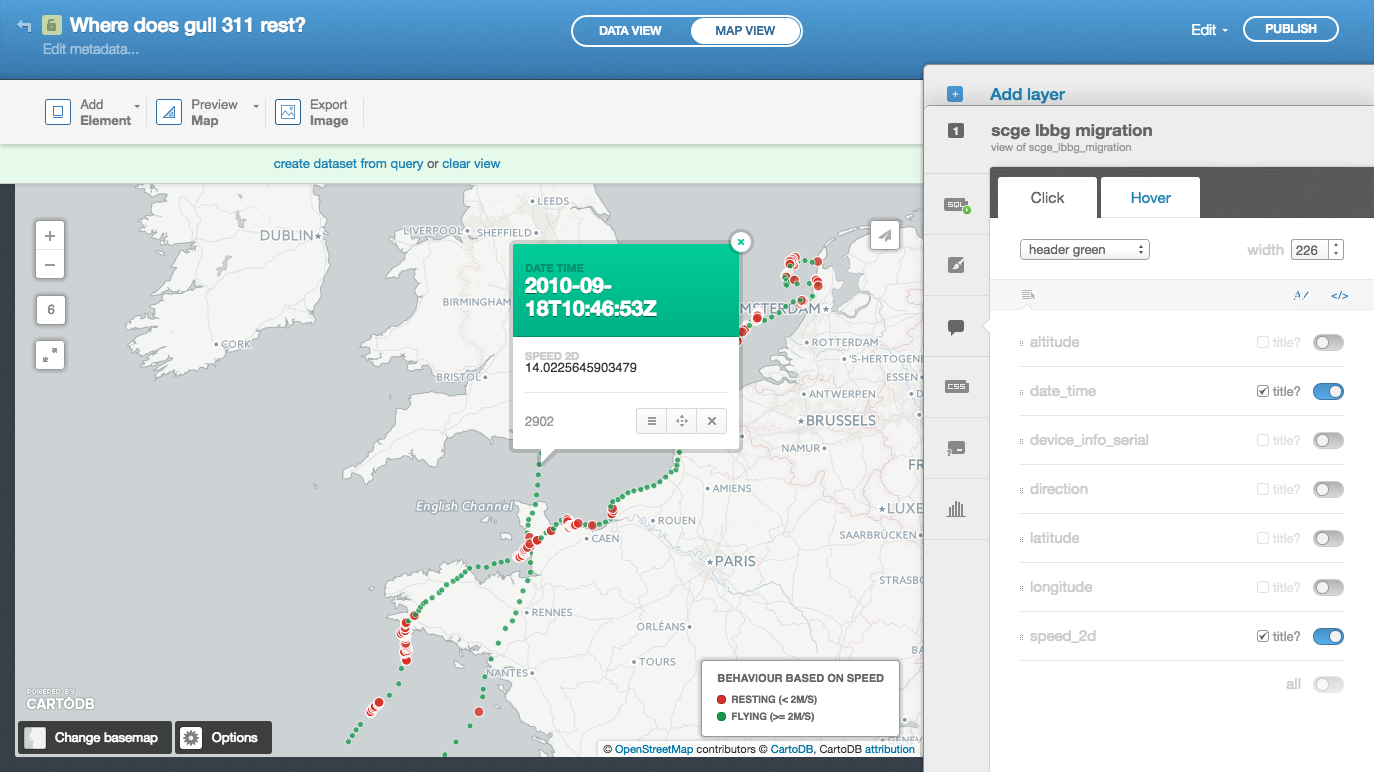 Where does gull 311 rest?
Edit metadata...
DATA VIEW
MAP VIEW
Edit
PUBLISH
Add Element
Preview Map
Export Image
create dataset from query or clear view
Add layer
1
scge lbbg migration
view of scge_lbbg_migration
SQL
CSS
Click
Hover
header green
width 226
</>
altitude title?
date_time title?
device_info_serial title?
direction title?
latitude title?
longitude title?
speed_2d title?
all
+
−
6
DATE TIME
2010-09-
18T10:46:53Z
SPEED 2D
14.0225645903479
2902
LEEDS
DUBLIN
LIVERPOOL
SHEFFIELD
BIRMINGHAM
CORK
BRISTOL
AMSTERDAM
ROTTERDAM
'S-HERTOGEN
ESSEN
ANTWERPEN
BRUSSELS
NAMUR
FR
AMIENS
English Channel
ROUEN
CAEN
LUXE
SAARBRÜCKEN
PARIS
STRASB
RENNES
ORLÉANS
TOURS
NANTES
BA
BEHAVIOUR BASED ON SPEED
RESTING (< 2M/S)
FLYING (>= 2M/S)
POWERED BY
CARTODB
Change basemap
Options
© OpenStreetMap contributors © CartoDB, CartoDB attribution